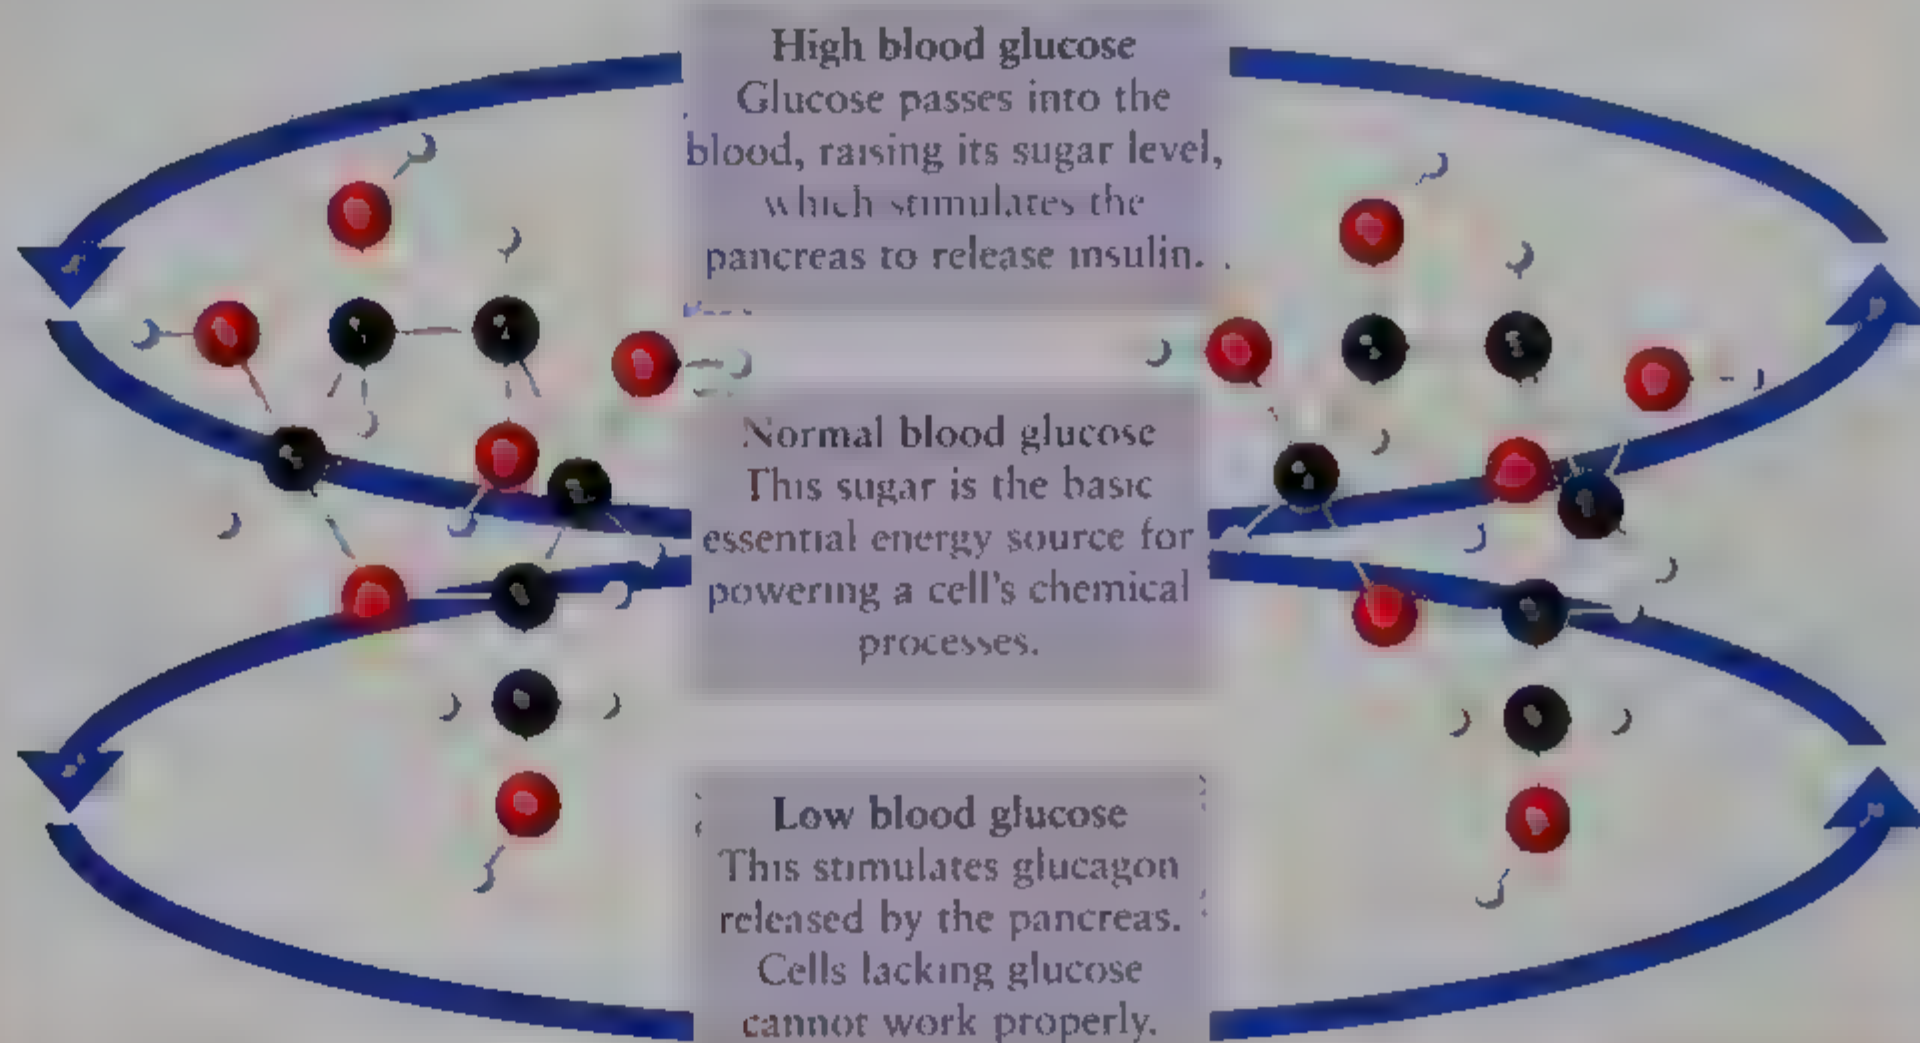 High blood glucose
Glucose passes into the
blood, raising its sugar level,
which stimulates the
pancreas to release insulin.
Normal blood glucose
This sugar is the basic
essential energy source for
powering a cell's chemical
processes.
Low blood glucose
This stimulates glucagon
released by the pancreas.
Cells lacking glucose
cannot work properly.